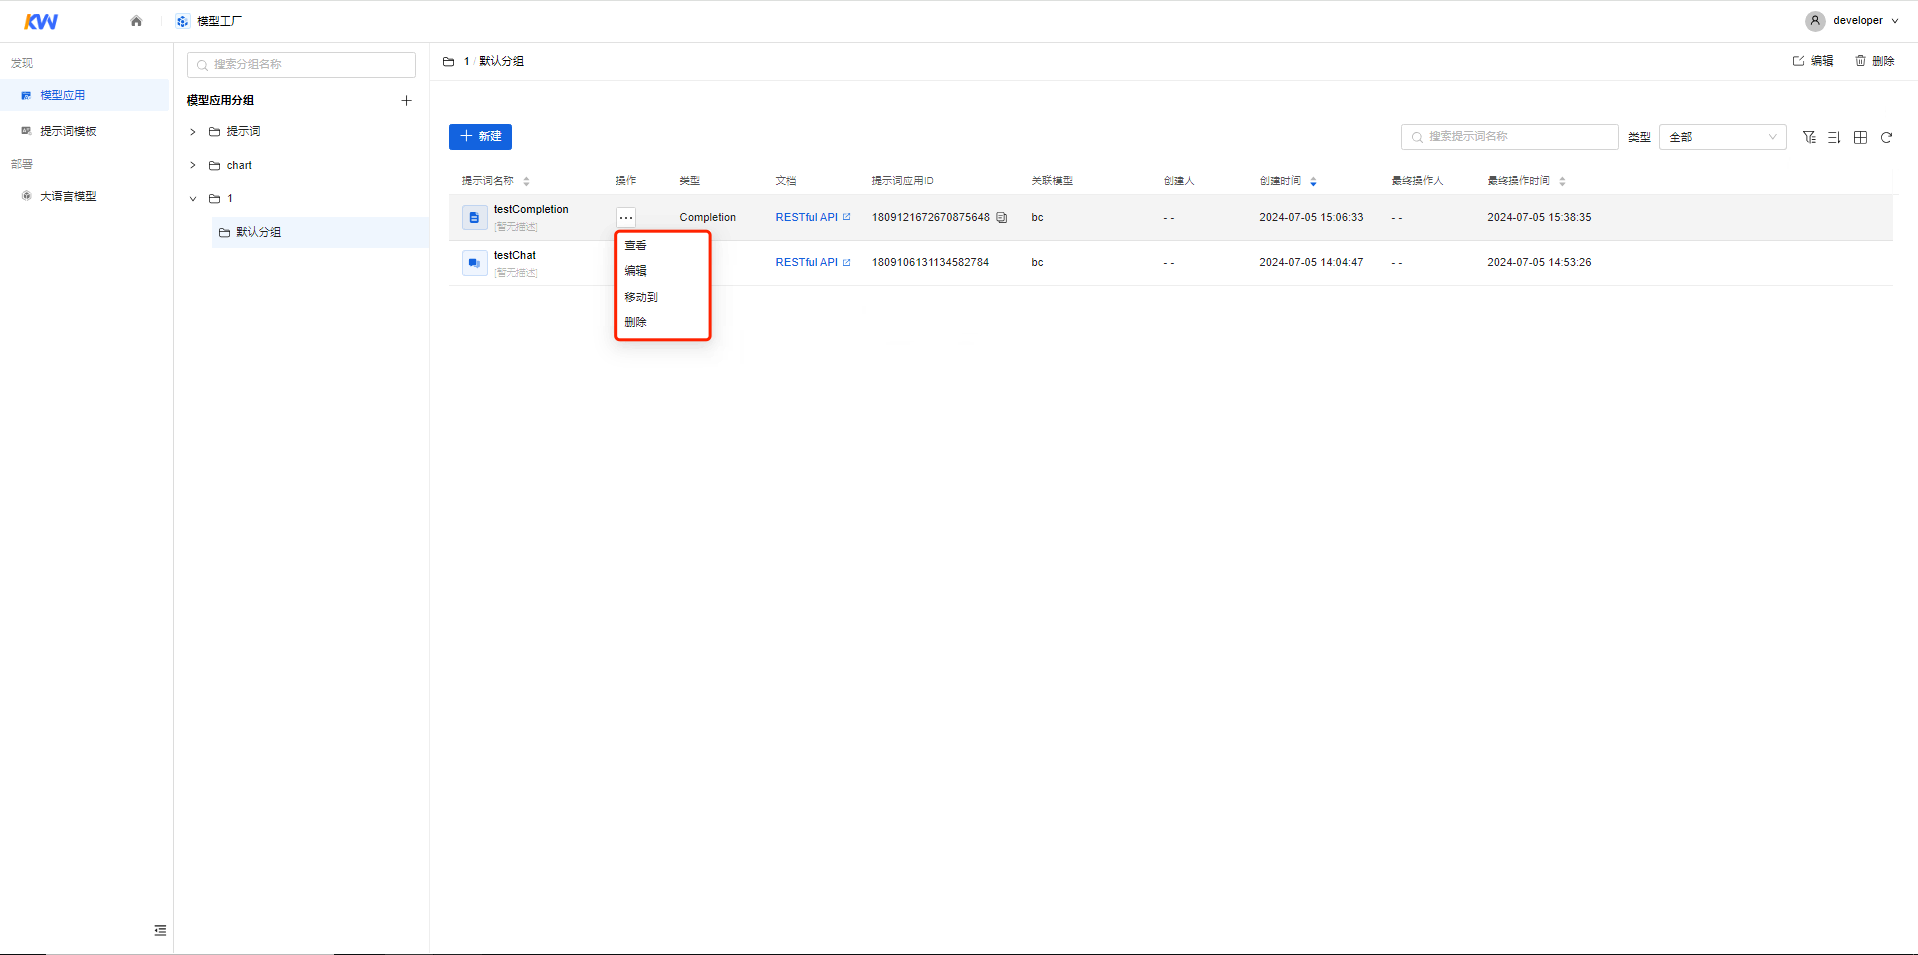 KW
模型工厂
developer
发现
模型应用
提示词模板
部署
大语言模型
搜索分组名称
模型应用分组
提示词
chart
1
默认分组
1 / 默认分组
编辑
删除
新建
搜索提示词名称
类型
全部
提示词名称 操作 类型 文档 提示词应用ID 关联模型 创建人 创建时间 最终操作人 最终操作时间
testCompletion
[暂无描述]
Completion RESTful API 1809121672670875648 bc - - 2024-07-05 15:06:33 - - 2024-07-05 15:38:35
testChat
[暂无描述]
RESTful API 1809106131134582784 bc - - 2024-07-05 14:04:47 - - 2024-07-05 14:53:26
查看
编辑
移动到
删除